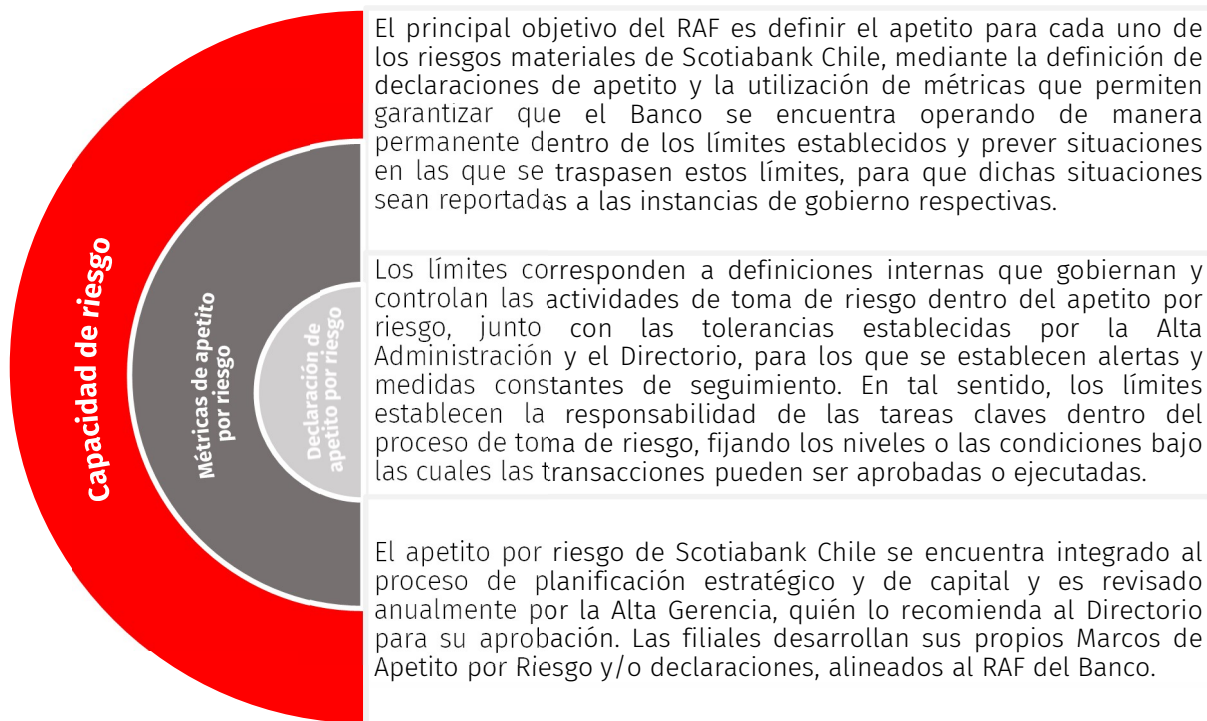 Capacidad de riesgo
Métricas de apetito
por riesgo
Declaración de
apetito por riesgo
El principal objetivo del RAF es definir el apetito para cada uno de
los riesgos materiales de Scotiabank Chile, mediante la definición de
declaraciones de apetito y la utilización de métricas que permiten
garantizar que el Banco se encuentra operando de manera
permanente dentro de los límites establecidos y prever situaciones
en las que se traspasen estos límites, para que dichas situaciones
sean reportadas a las instancias de gobierno respectivas.
Los límites corresponden a definiciones internas que gobiernan y
controlan las actividades de toma de riesgo dentro del apetito por
riesgo, junto con las tolerancias establecidas por la Alta
Administración y el Directorio, para los que se establecen alertas y
medidas constantes de seguimiento. En tal sentido, los límites
establecen la responsabilidad de las tareas claves dentro del
proceso de toma de riesgo, fijando los niveles o las condiciones bajo
las cuales las transacciones pueden ser aprobadas o ejecutadas.
El apetito por riesgo de Scotiabank Chile se encuentra integrado al
proceso de planificación estratégico y de capital y es revisado
anualmente por la Alta Gerencia, quién lo recomienda al Directorio
para su aprobación. Las filiales desarrollan sus propios Marcos de
Apetito por Riesgo y/o declaraciones, alineados al RAF del Banco.